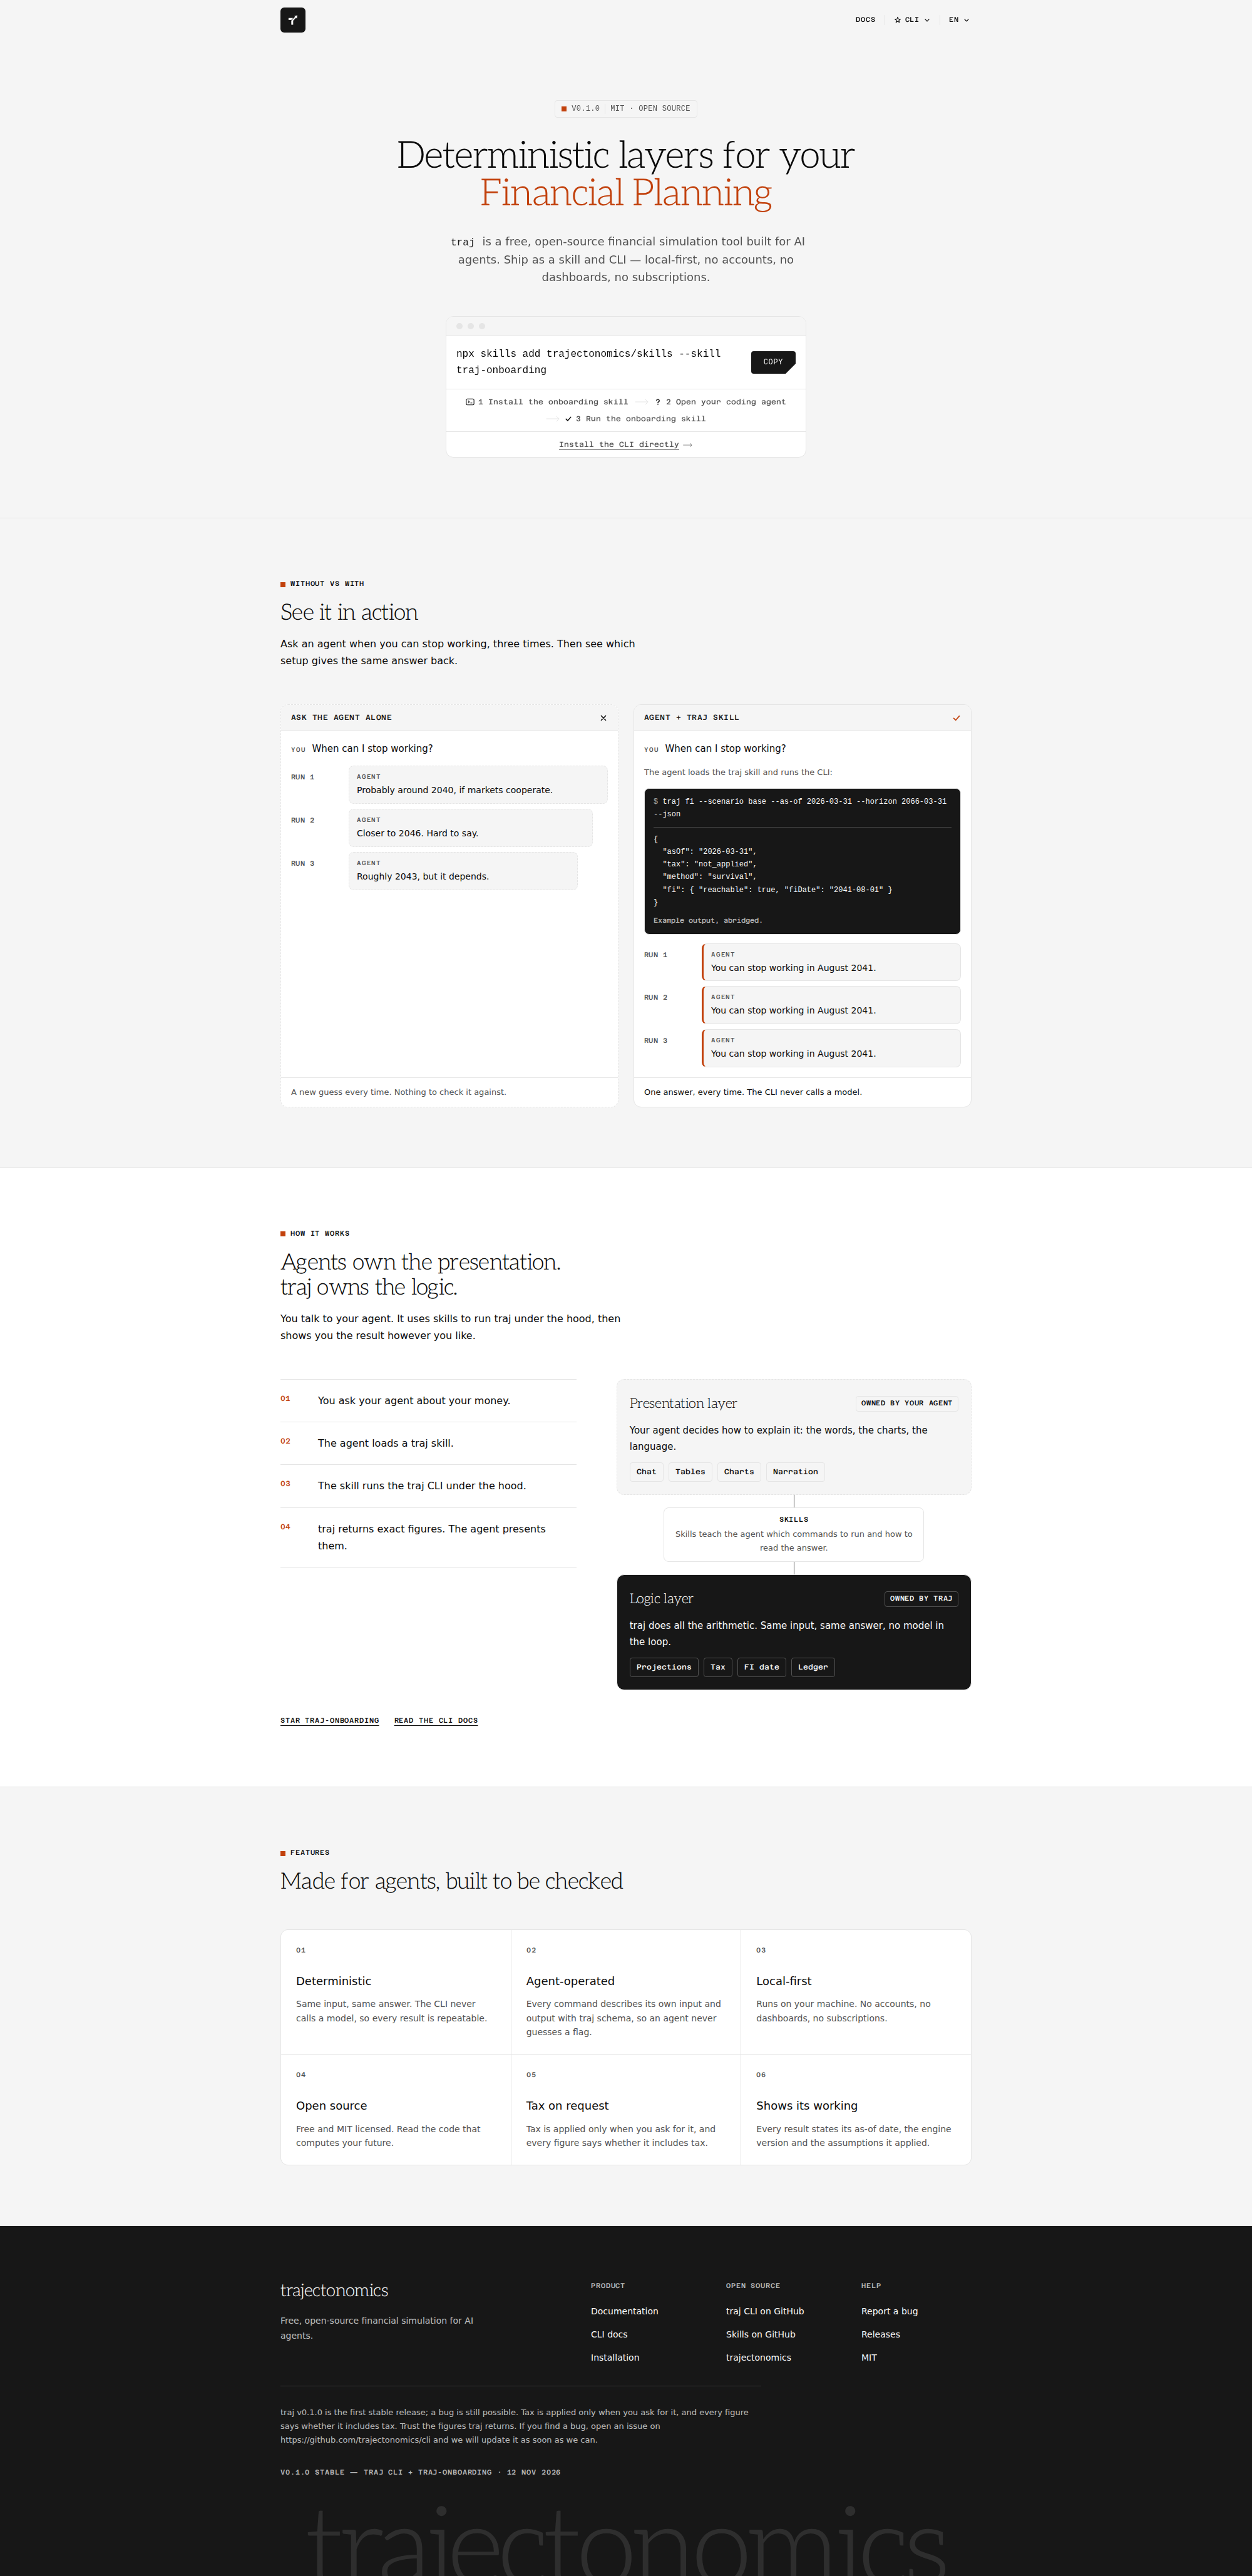 DOCS
CLI
EN
V0.1.0
MIT · OPEN SOURCE
Deterministic layers for your
Financial Planning
traj is a free, open-source financial simulation tool built for AI
agents. Ship as a skill and CLI — local-first, no accounts, no
dashboards, no subscriptions.
npx skills add trajectonomics/skills --skill
traj-onboarding
COPY
1 Install the onboarding skill
? 2 Open your coding agent
3 Run the onboarding skill
Install the CLI directly
WITHOUT VS WITH
See it in action
Ask an agent when you can stop working, three times. Then see which
setup gives the same answer back.
ASK THE AGENT ALONE
YOU When can I stop working?
RUN 1
AGENT
Probably around 2040, if markets cooperate.
RUN 2
AGENT
Closer to 2046. Hard to say.
RUN 3
AGENT
Roughly 2043, but it depends.
A new guess every time. Nothing to check it against.
AGENT + TRAJ SKILL
YOU When can I stop working?
The agent loads the traj skill and runs the CLI:
$ traj fi --scenario base --as-of 2026-03-31 --horizon 2066-03-31
--json
{
"asOf": "2026-03-31",
"tax": "not_applied",
"method": "survival",
"fi": { "reachable": true, "fiDate": "2041-08-01" }
}
Example output, abridged.
RUN 1
AGENT
You can stop working in August 2041.
RUN 2
AGENT
You can stop working in August 2041.
RUN 3
AGENT
You can stop working in August 2041.
One answer, every time. The CLI never calls a model.
HOW IT WORKS
Agents own the presentation.
traj owns the logic.
You talk to your agent. It uses skills to run traj under the hood, then
shows you the result however you like.
01
You ask your agent about your money.
02
The agent loads a traj skill.
03
The skill runs the traj CLI under the hood.
04
traj returns exact figures. The agent presents
them.
Presentation layer
OWNED BY YOUR AGENT
Your agent decides how to explain it: the words, the charts, the
language.
Chat
Tables
Charts
Narration
SKILLS
Skills teach the agent which commands to run and how to
read the answer.
Logic layer
OWNED BY TRAJ
traj does all the arithmetic. Same input, same answer, no model in
the loop.
Projections
Tax
FI date
Ledger
STAR TRAJ-ONBOARDING
READ THE CLI DOCS
FEATURES
Made for agents, built to be checked
01
Deterministic
Same input, same answer. The CLI never
calls a model, so every result is repeatable.
02
Agent-operated
Every command describes its own input and
output with traj schema, so an agent never
guesses a flag.
03
Local-first
Runs on your machine. No accounts, no
dashboards, no subscriptions.
04
Open source
Free and MIT licensed. Read the code that
computes your future.
05
Tax on request
Tax is applied only when you ask for it, and
every figure says whether it includes tax.
06
Shows its working
Every result states its as-of date, the engine
version and the assumptions it applied.
trajectonomics
Free, open-source financial simulation for AI
agents.
PRODUCT
Documentation
CLI docs
Installation
OPEN SOURCE
traj CLI on GitHub
Skills on GitHub
trajectonomics
HELP
Report a bug
Releases
MIT
traj v0.1.0 is the first stable release; a bug is still possible. Tax is applied only when you ask for it, and every figure
says whether it includes tax. Trust the figures traj returns. If you find a bug, open an issue on
https://github.com/trajectonomics/cli and we will update it as soon as we can.
V0.1.0 STABLE — TRAJ CLI + TRAJ-ONBOARDING · 12 NOV 2026
trajectonomics